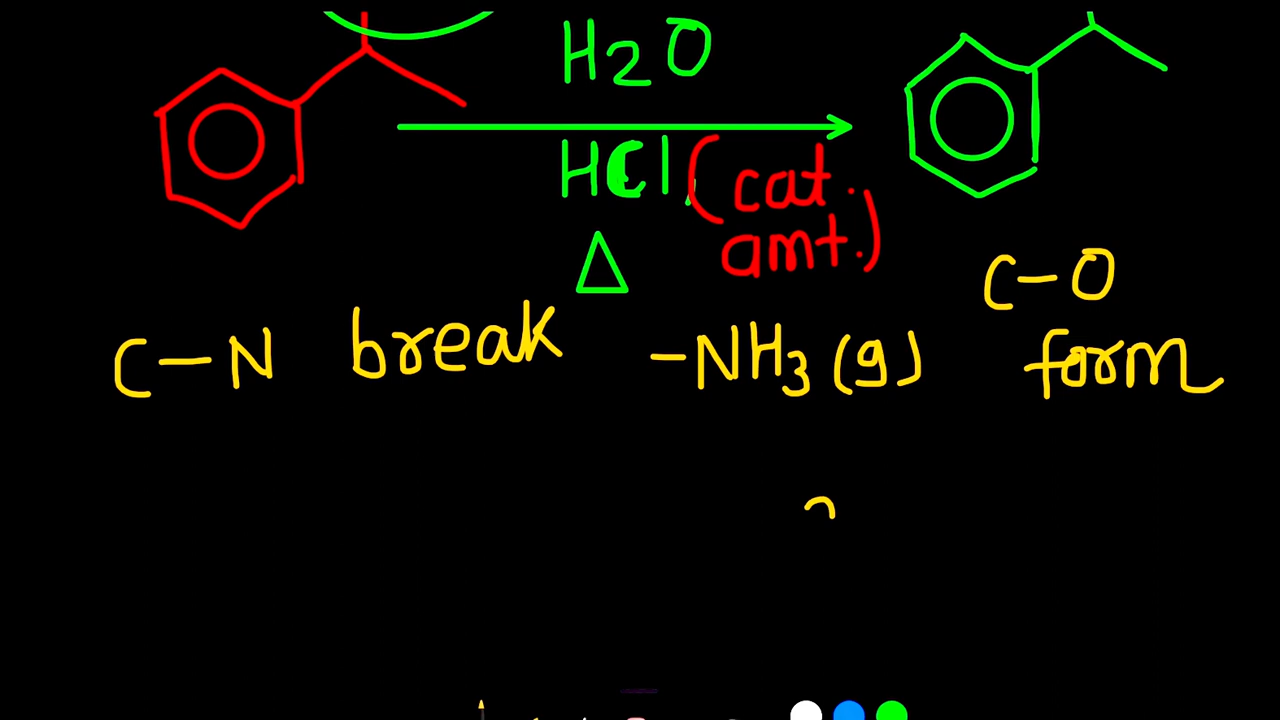 H2O
HCl, (cat.
amt.)
Δ
C-O
C-N break -NH3(g) form